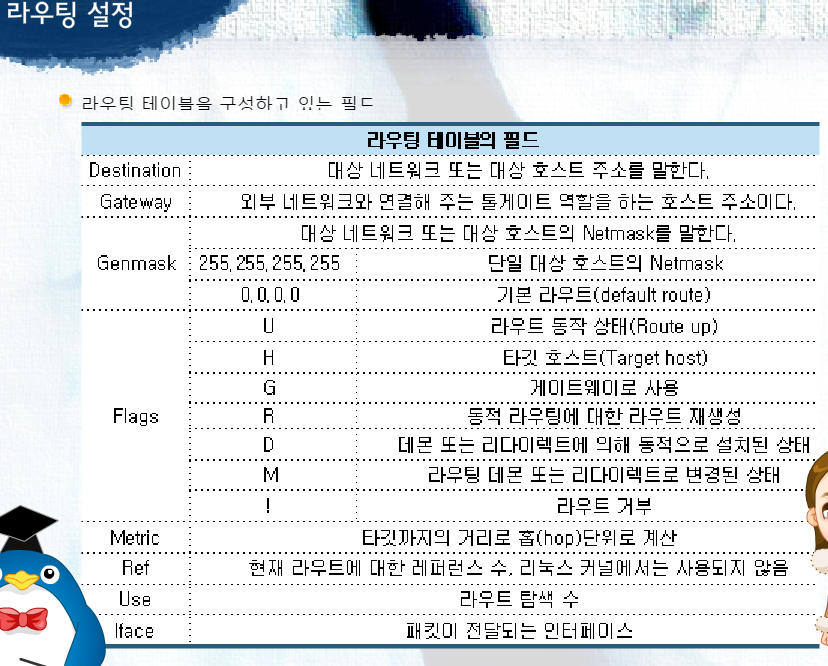 라우팅 설정
라우팅 테이블을 구성하고 있는 필드
라우팅 테이블의 필드
Destination 대상 네트워크 또는 대상 호스트 주소를 말한다.
Gateway 외부 네트워크와 연결해 주는 톨게이트 역할을 하는 호스트 주소이다.
대상 네트워크 또는 대상 호스트의 Netmask를 말한다.
Genmask 255.255.255.255 단일 대상 호스트의 Netmask
0.0.0.0 기본 라우트(default route)
U 라우트 동작 상태(Route up)
H 타킷 호스트(Target host)
G 게이트웨이로 사용
Flags R 동적 라우팅에 대한 라우트 재생성
D 데몬 또는 리다이렉트에 의해 동적으로 설치된 상태
M 라우팅 데몬 또는 리다이렉트로 변경된 상태
! 라우트 거부
Metric 타킷까지의 거리로 홉(hop)단위로 계산
Ref 현재 라우트에 대한 레퍼런스 수. 리눅스 커널에서는 사용되지 않음
Use 라우트 탐색 수
Iface 패킷이 전달되는 인터페이스